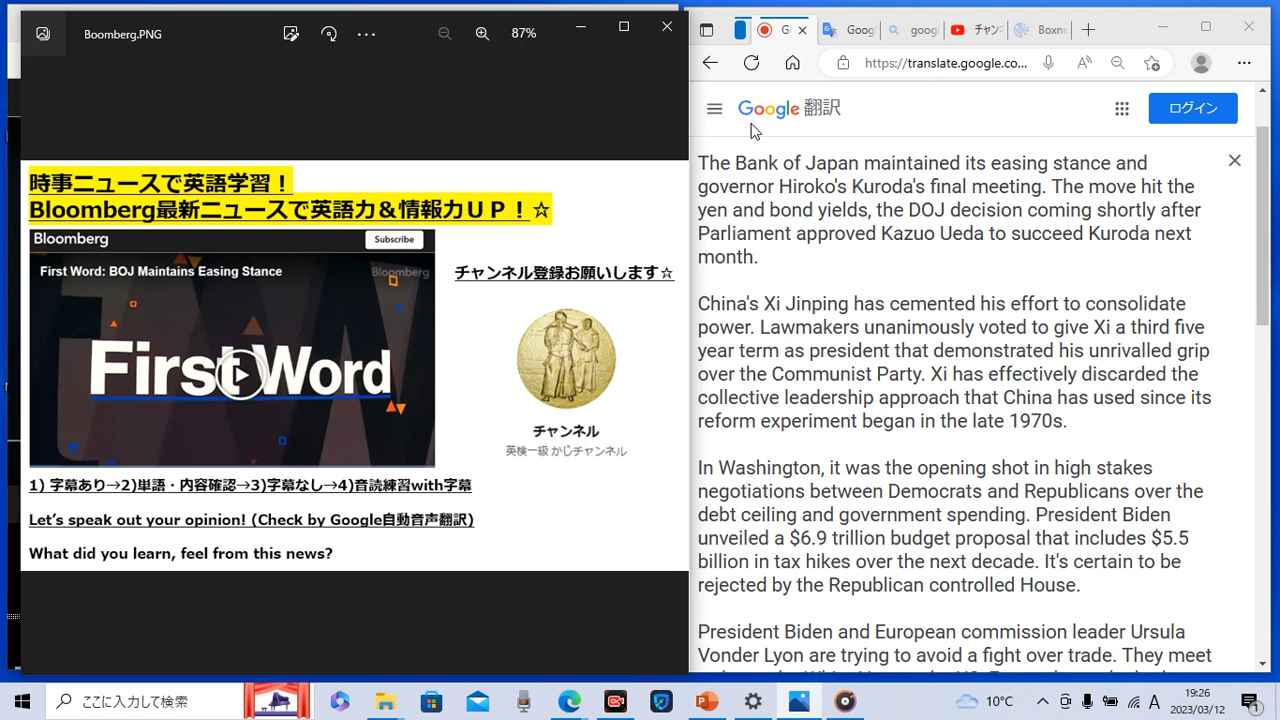 Boomberg.PNG
87%
時事ニュースで英語学習！
Bloomberg最新ニュースで英語力＆情報力ＵＰ！☆
Bloomberg
Subscribe
First Word: BOJ Maintains Easing Stance
Bloomberg
First Word
チャンネル登録お願いします☆
チャンネル
英検一級 かじチャンネル
1) 字幕あり→2)単語・内容確認→3)字幕なし→4)音読練習with字幕
Let's speak out your opinion! (Check by Google自動音声翻訳)
What did you learn, feel from this news?
G
Goog
googl
チャン
Boxne
https://translate.google.co...
Google 翻訳
ログイン
The Bank of Japan maintained its easing stance and
governor Hiroko's Kuroda's final meeting. The move hit the
yen and bond yields, the DOJ decision coming shortly after
Parliament approved Kazuo Ueda to succeed Kuroda next
month.
China's Xi Jinping has cemented his effort to consolidate
power. Lawmakers unanimously voted to give Xi a third five
year term as president that demonstrated his unrivalled grip
over the Communist Party. Xi has effectively discarded the
collective leadership approach that China has used since its
reform experiment began in the late 1970s.
In Washington, it was the opening shot in high stakes
negotiations between Democrats and Republicans over the
debt ceiling and government spending. President Biden
unveiled a $6.9 trillion budget proposal that includes $5.5
billion in tax hikes over the next decade. It's certain to be
rejected by the Republican controlled House.
President Biden and European commission leader Ursula
Vonder Lyon are trying to avoid a fight over trade. They meet
ここに入力して検索
10°C
A
19:26
2023/03/12